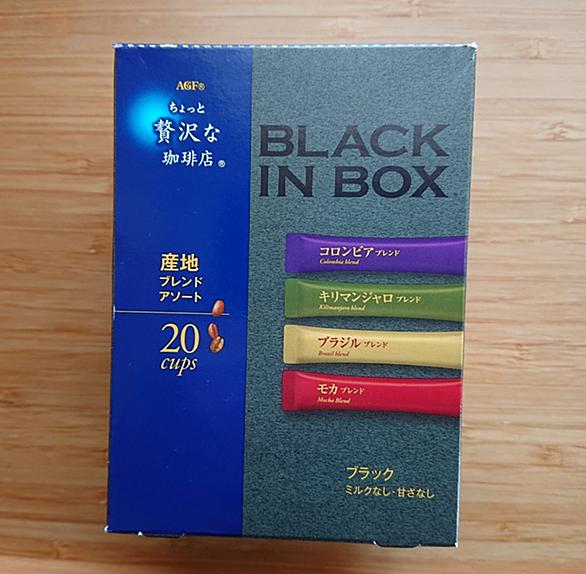 AGF®
ちょっと
贅沢な
珈琲店®
産地
ブレンド
アソート
20
cups
BLACK
IN BOX
コロンビア ブレンド
Colombia blend
キリマンジャロ ブレンド
Kilimanjaro blend
ブラジル ブレンド
Brazil blend
モカ ブレンド
Mocha Blend
ブラック
ミルクなし・甘さなし